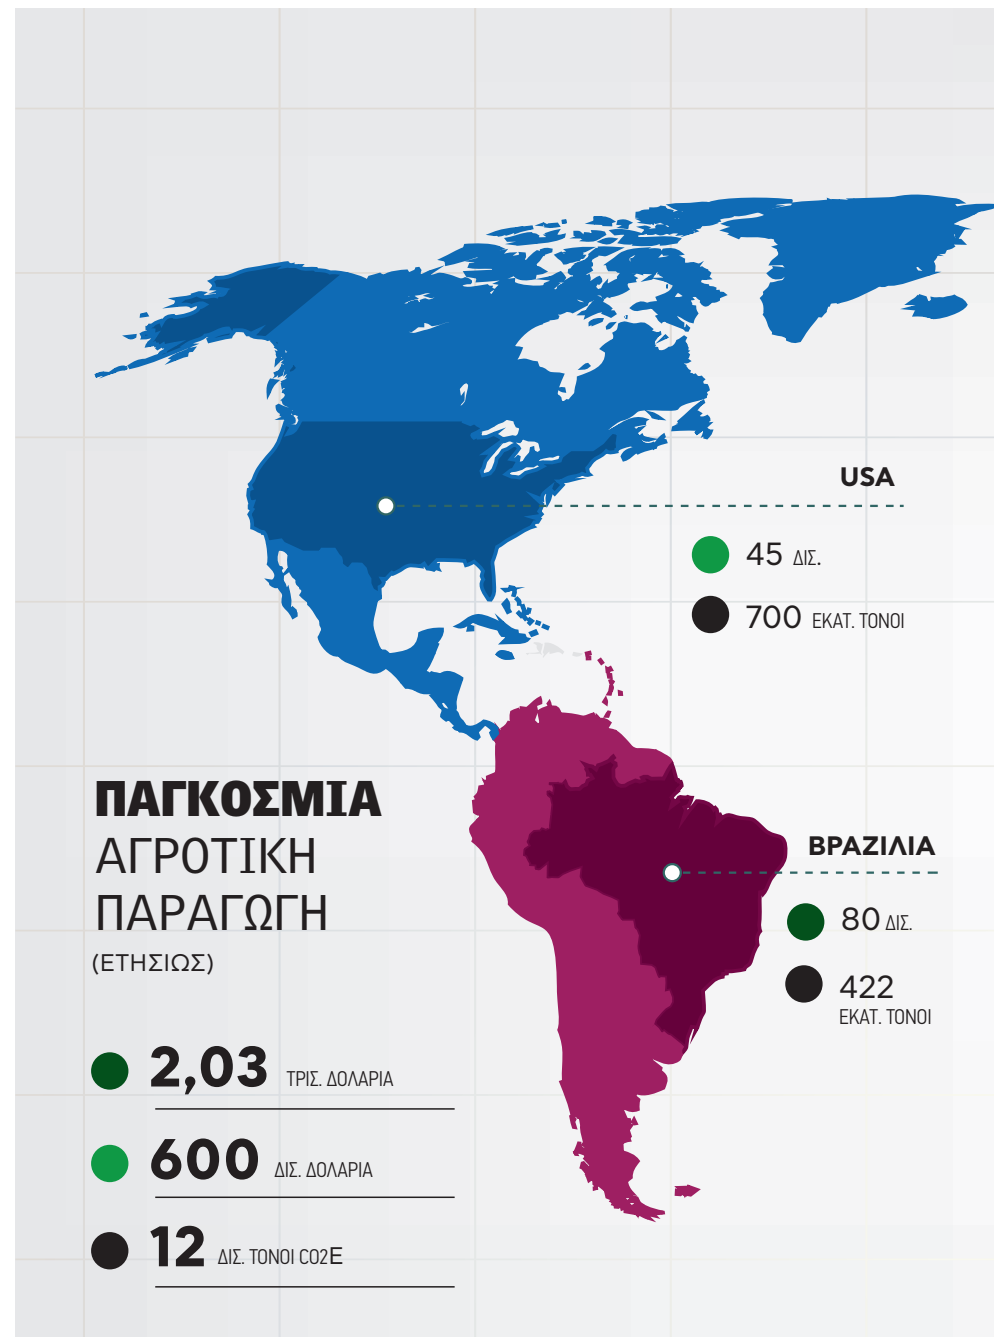 USA
45 ΔΙΣ.
700 ΕΚΑΤ. ΤΟΝΟΙ
ΠΑΓΚΟΣΜΙΑ
ΑΓΡΟΤΙΚΗ
ΠΑΡΑΓΩΓΗ
(ΕΤΗΣΙΩΣ)
ΒΡΑΖΙΛΙΑ
80 ΔΙΣ.
422
ΕΚΑΤ. ΤΟΝΟΙ
2,03 ΤΡΙΣ. ΔΟΛΑΡΙΑ
600 ΔΙΣ. ΔΟΛΑΡΙΑ
12 ΔΙΣ. ΤΟΝΟΙ CO2E